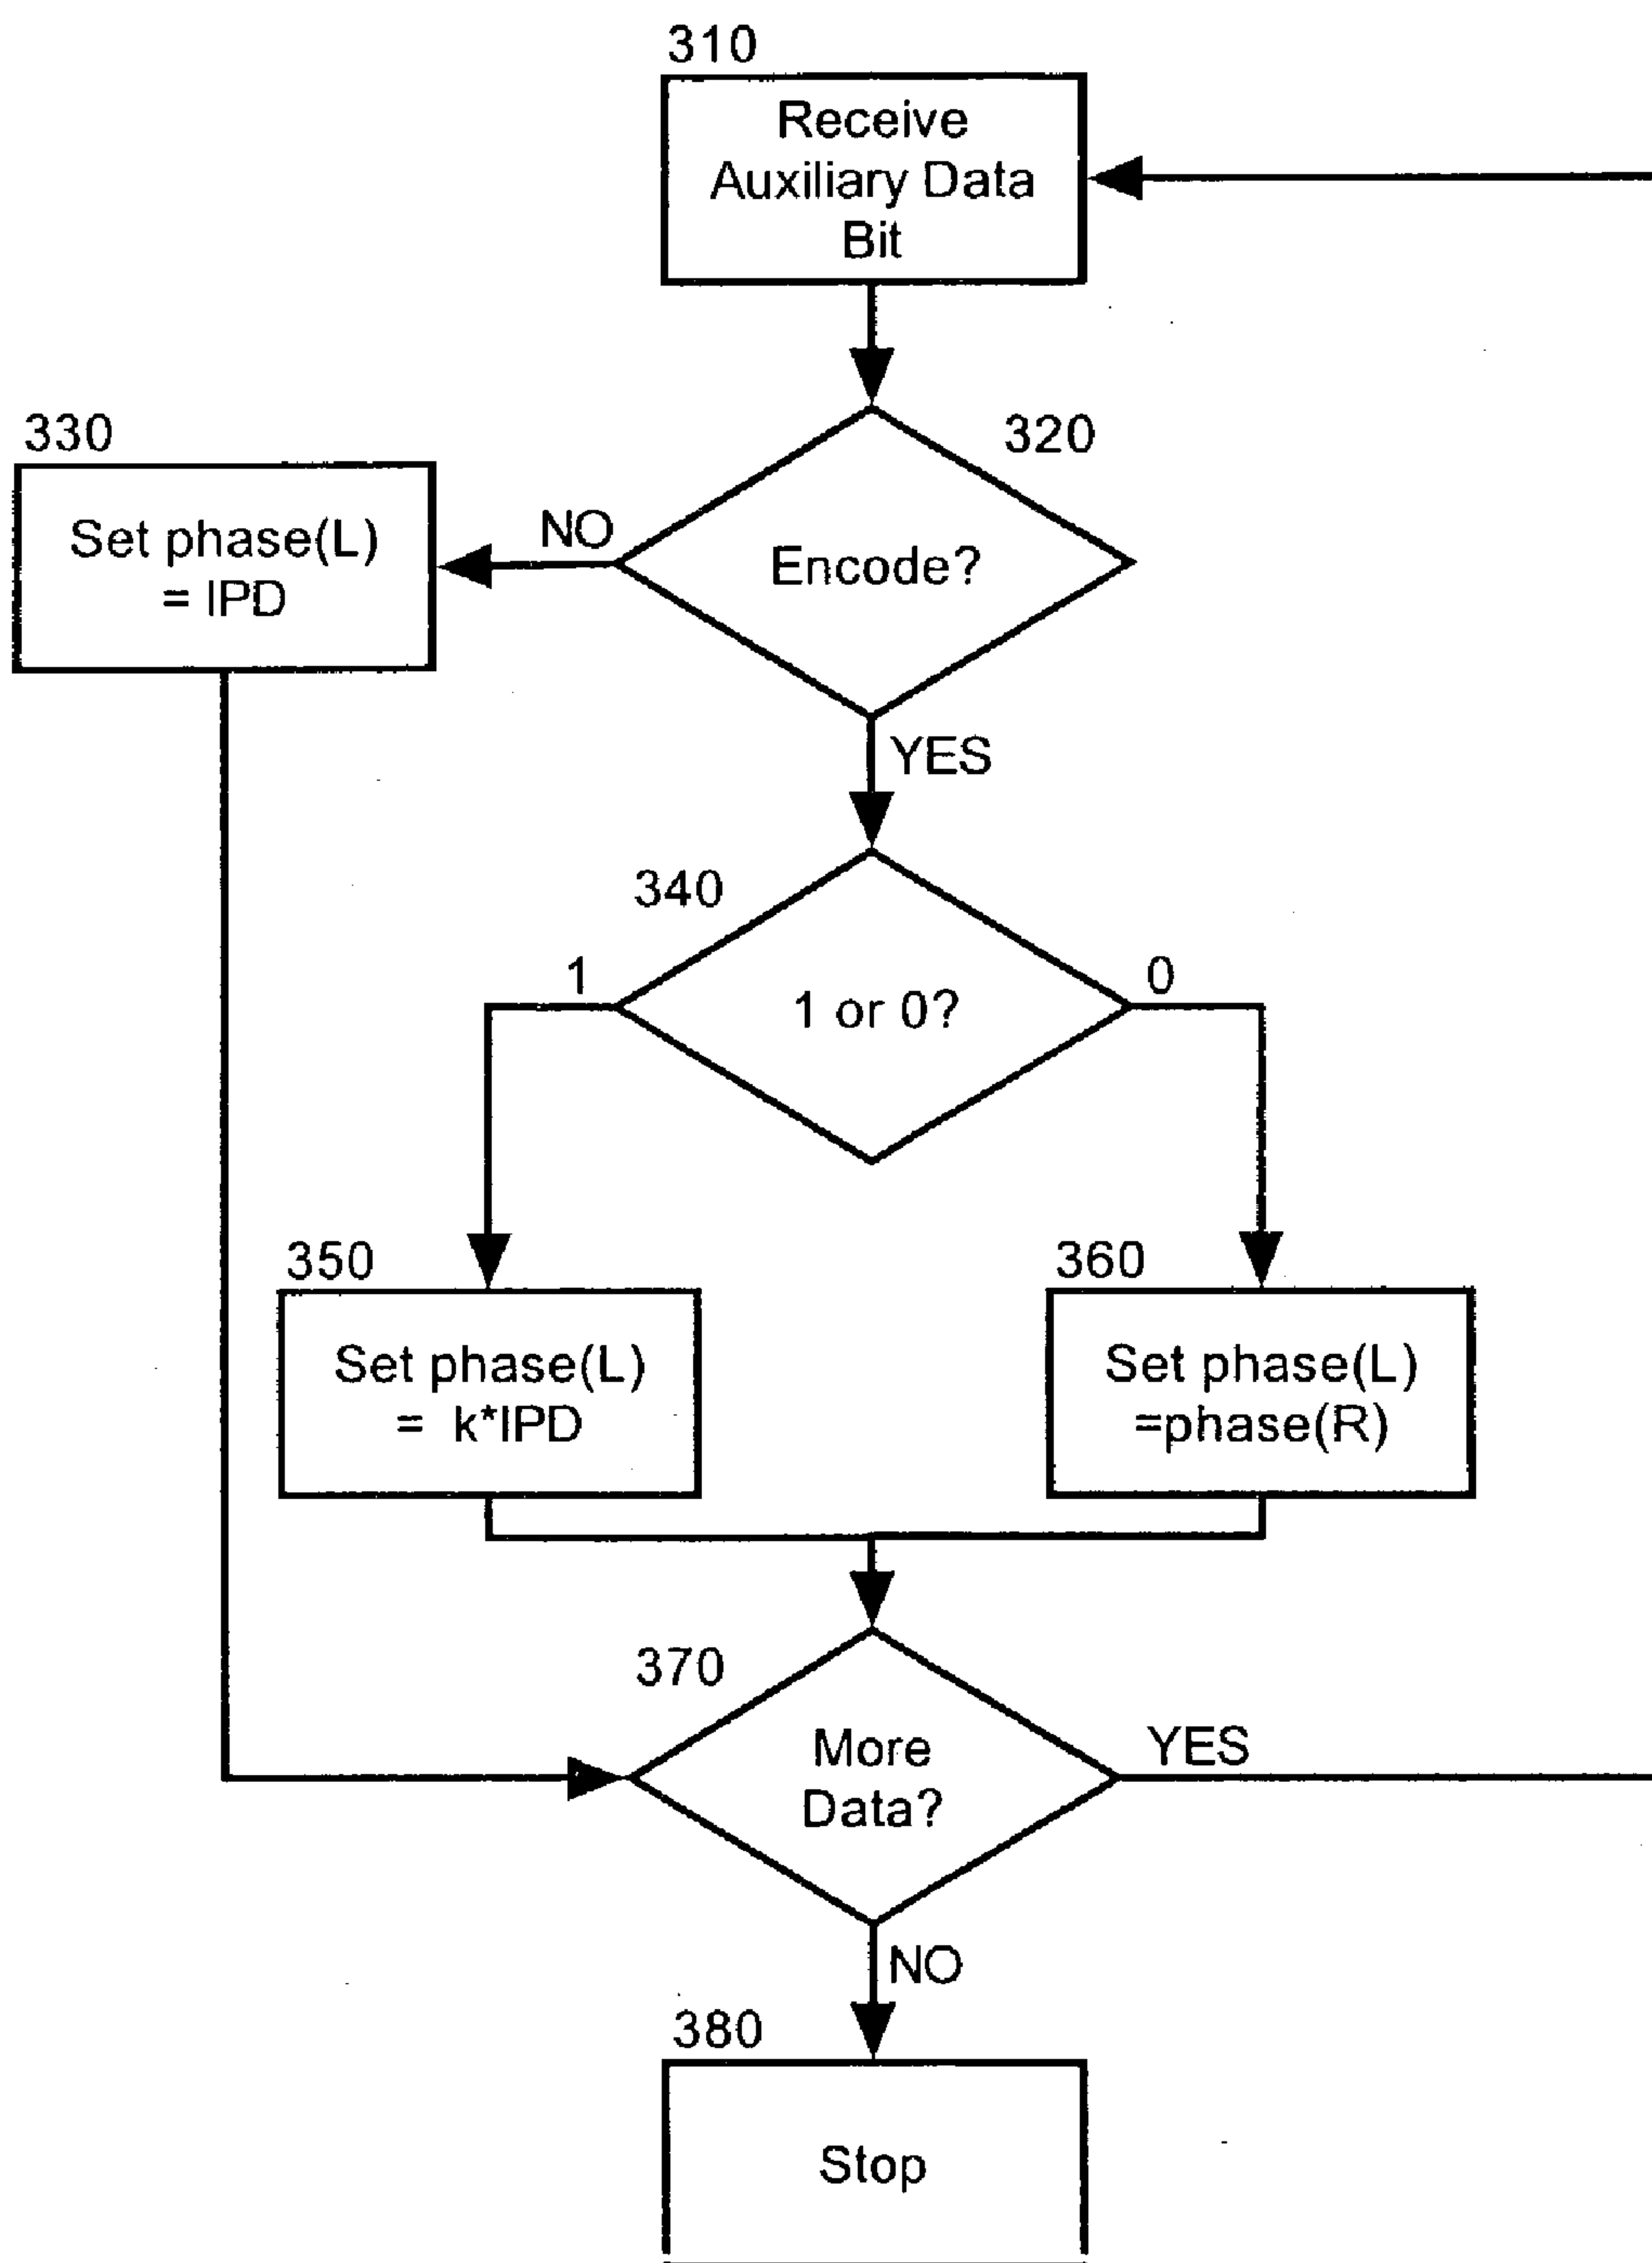 310
Receive
Auxiliary Data
Bit
320
Encode?
NO
330
Set phase(L)
= IPD
YES
340
1 or 0?
1
0
350
Set phase(L)
= k*IPD
360
Set phase(L)
=phase(R)
370
More
Data?
YES
NO
380
Stop